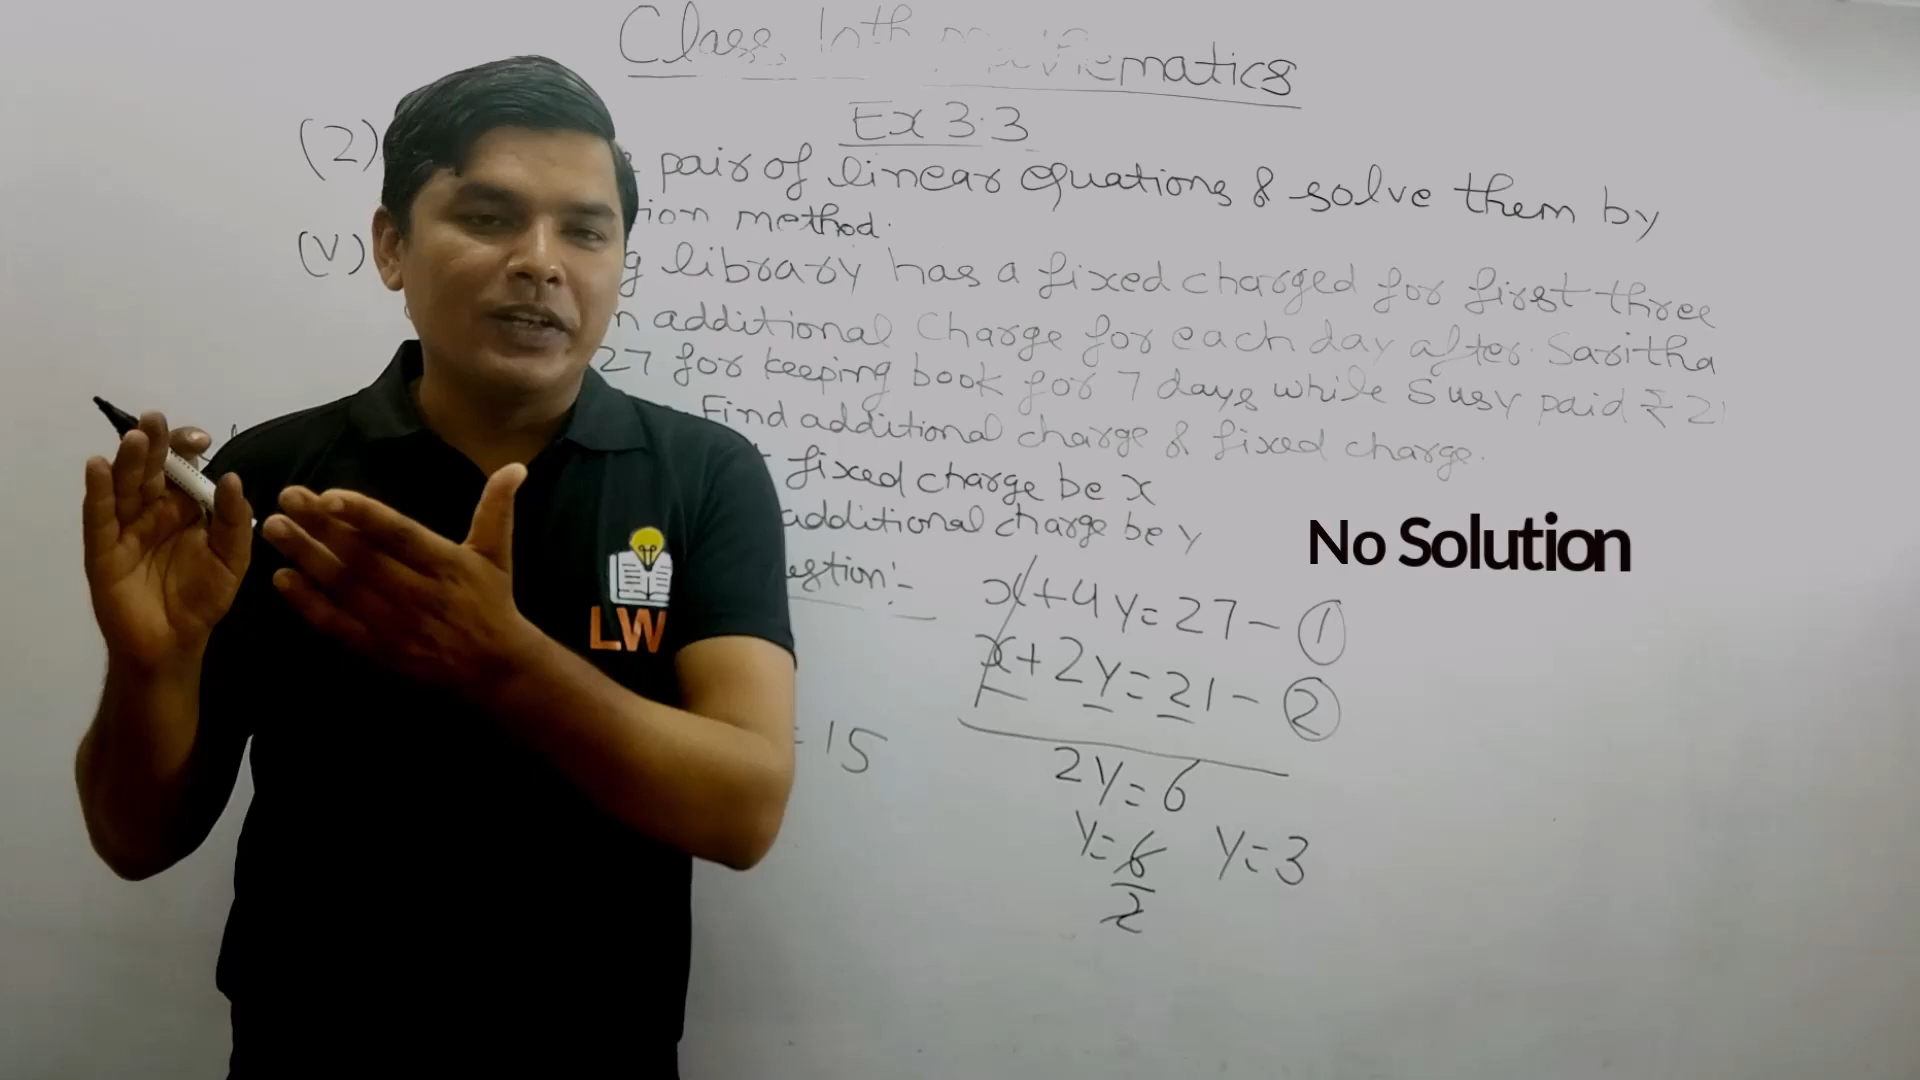 Class 10th mathematics
Ex 3.3
(2) pair of linear equations & solve them by
tion method.
(V) g library has a fixed charged for first three
n additional Charge for each day after. Saritha
27 for keeping book for 7 days while Susy paid ₹ 21
Find additional charge & fixed charge.
fixed charge be x
additional charge be y
No Solution
estion:-
x+4y=27-①
x+2y=21-②
=15
2y=6
y=6/2 y=3
LW